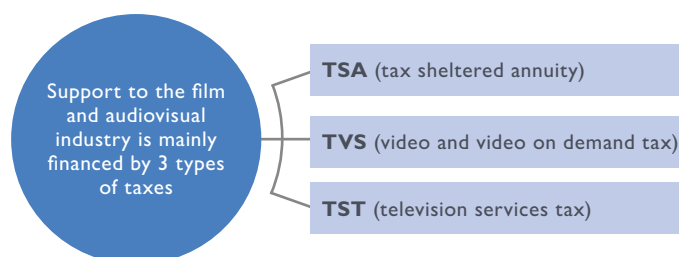 Support to the film
and audiovisual
industry is mainly
financed by 3 types
of taxes
TSA (tax sheltered annuity)
TVS (video and video on demand tax)
TST (television services tax)